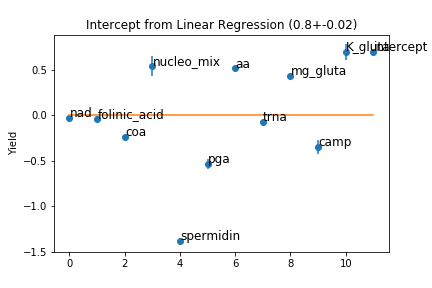 Intercept from Linear Regression (0.8+-0.02)
K_gluta
intercept
nucleo_mix
aa
mg_gluta
0.5
nad
folinic_acid
trna
0.0
coa
camp
Yield
−0.5
pga
−1.0
spermidin
−1.5
0
2
4
6
8
10